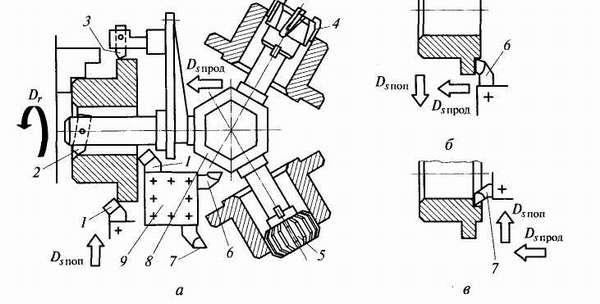 3
4
D_s прод
D_r
2
1
1
D_s поп
9
8
7
6
5
а
6
D_s поп
D_s прод
б
D_s поп
7
D_s прод
в